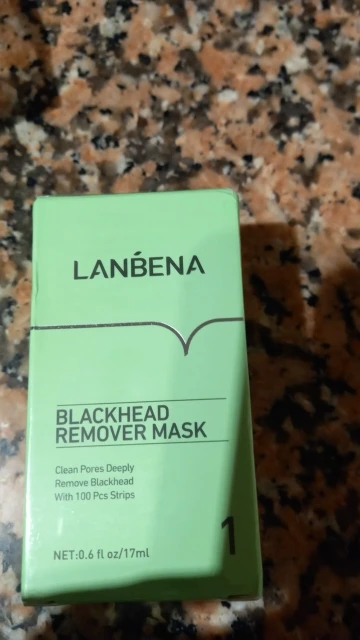 LANBENA
BLACKHEAD
REMOVER MASK
Clean Pores Deeply
Remove Blackhead
With 100 Pcs Strips
1
NET:0.6 fl oz/17ml